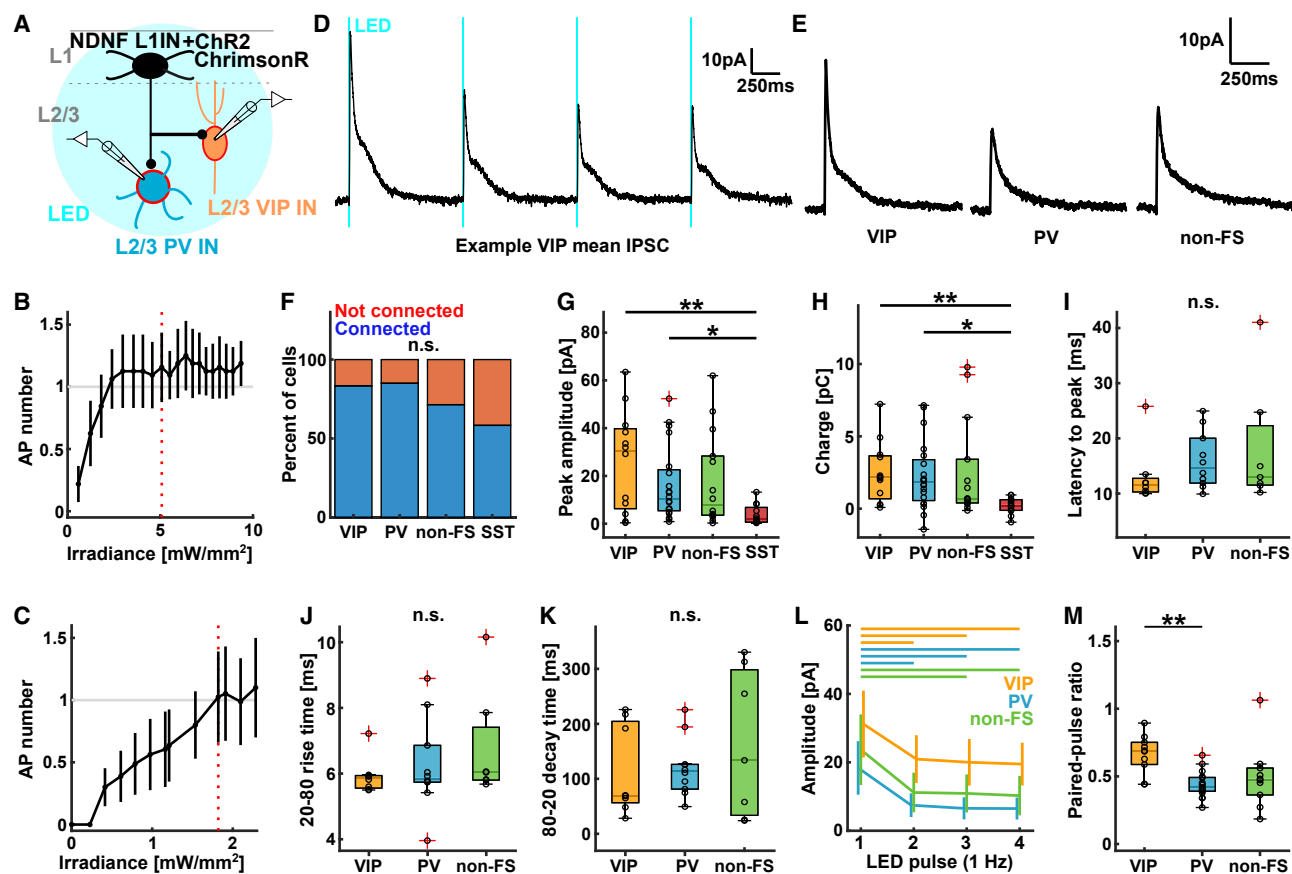 A
NDNF L1IN+ChR2
ChrimsonR
L1
L2/3
LED
L2/3 VIP IN
L2/3 PV IN
D
LED
10pA
250ms
Example VIP mean IPSC
E
10pA
250ms
VIP PV non-FS
B
AP number
1.5
1
0.5
0
0 5 10
Irradiance [mW/mm²]
F
Not connected
Connected
n.s.
Percent of cells
100
50
0
VIP PV non-FS SST
G
**
*
Peak amplitude [pA]
80
60
40
20
0
VIP PV non-FS SST
H
**
*
Charge [pC]
10
5
0
VIP PV non-FS SST
I
n.s.
Latency to peak [ms]
40
30
20
10
VIP PV non-FS
C
AP number
1.5
1
0.5
0
0 1 2
Irradiance [mW/mm²]
J
n.s.
20-80 rise time [ms]
10
8
6
4
VIP PV non-FS
K
n.s.
80-20 decay time [ms]
300
200
100
0
VIP PV non-FS
L
Amplitude [pA]
60
40
20
0
VIP
PV
non-FS
1 2 3 4
LED pulse (1 Hz)
M
**
Paired-pulse ratio
1.5
1.0
0.5
0
VIP PV non-FS